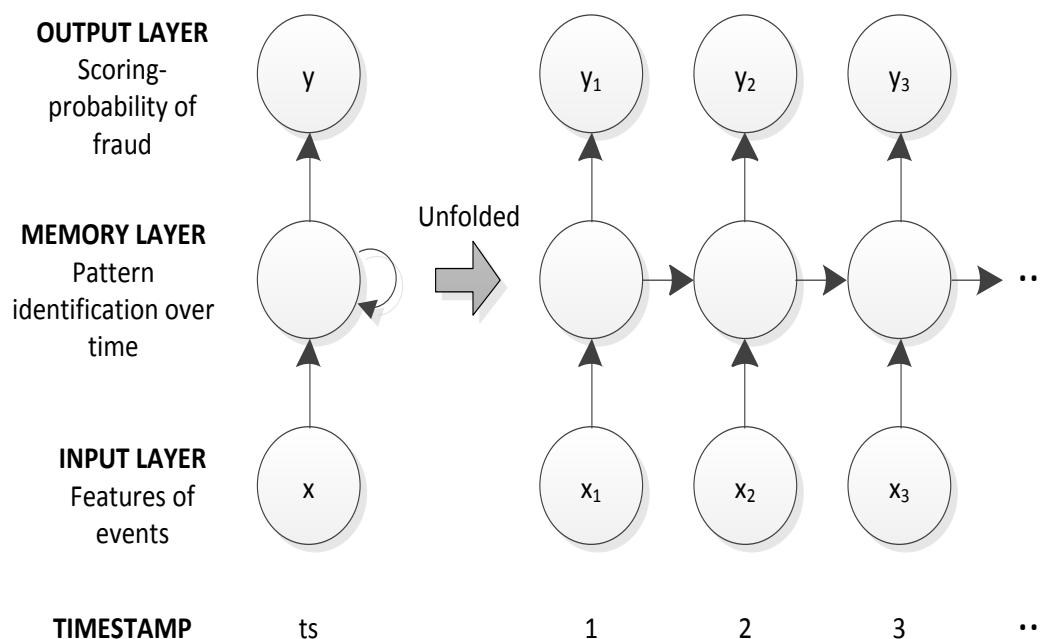 OUTPUT LAYER
Scoring-
probability of
fraud
y
y₁
y₂
y₃
MEMORY LAYER
Pattern
identification over
time
Unfolded
..
INPUT LAYER
Features of
events
x
x₁
x₂
x₃
TIMESTAMP
ts
1
2
3
..